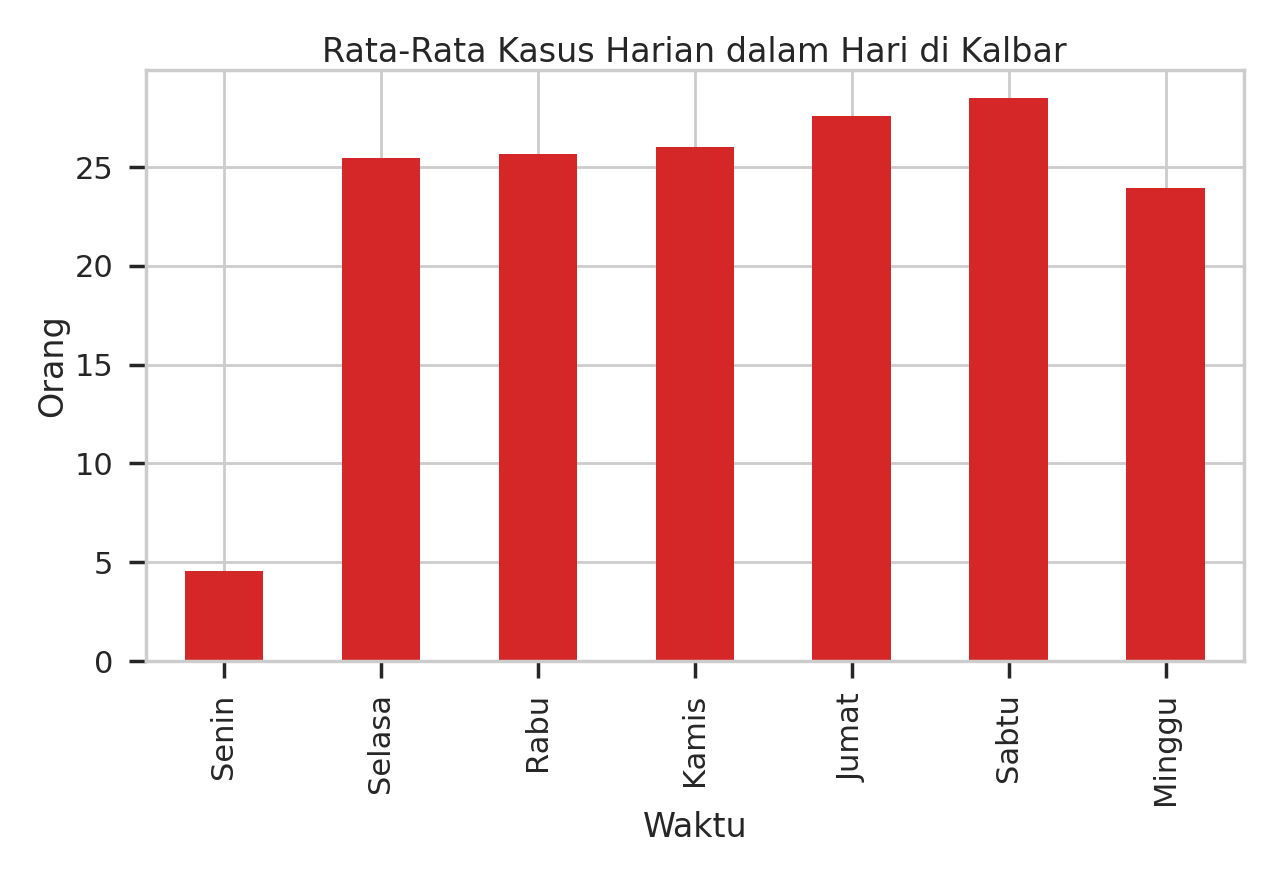 Rata-Rata Kasus Harian dalam Hari di Kalbar
Orang
25
20
15
10
5
0
Senin
Selasa
Rabu
Kamis
Jumat
Sabtu
Minggu
Waktu